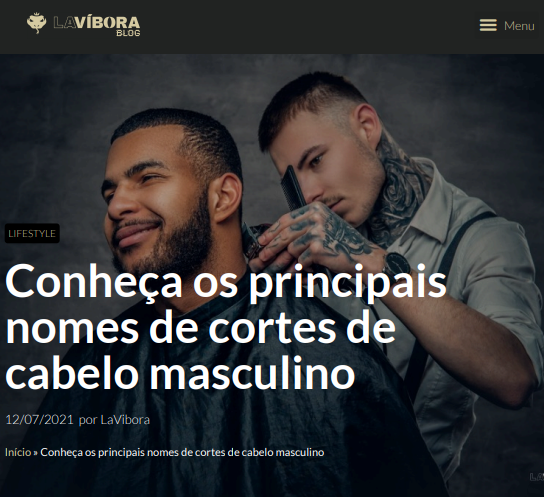 LAVÍBORA
BLOG
Menu
LIFESTYLE
Conheça os principais
nomes de cortes de
cabelo masculino
12/07/2021 por LaVibora
Início » Conheça os principais nomes de cortes de cabelo masculino